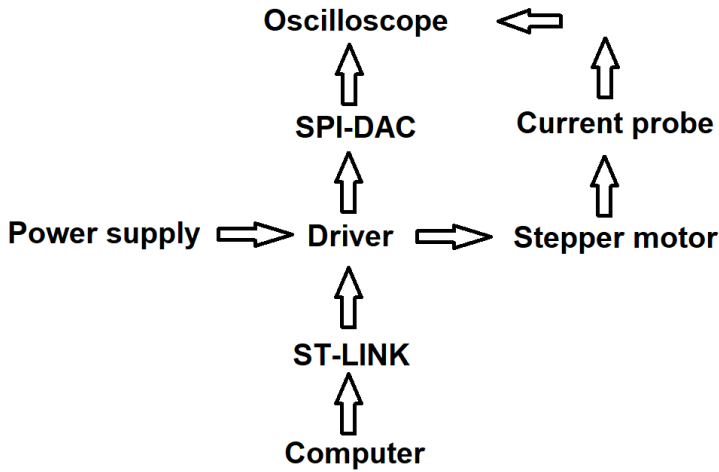 Oscilloscope
SPI-DAC
Current probe
Power supply
Driver
Stepper motor
ST-LINK
Computer